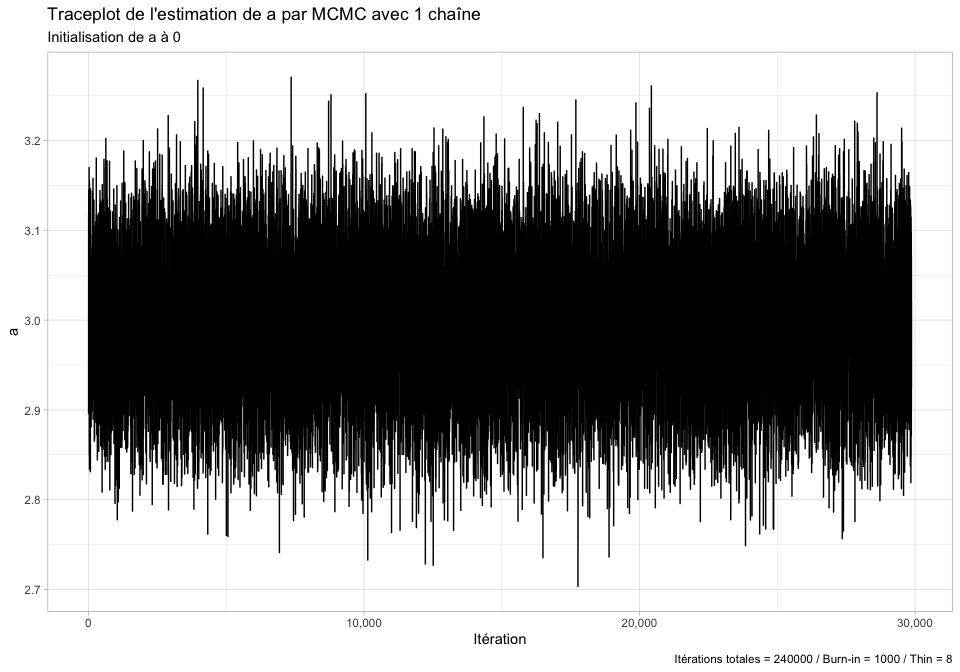 Traceplot de l'estimation de a par MCMC avec 1 chaîne
Initialisation de a à 0
3.2
3.1
3.0
2.9
2.8
2.7
a
0
10,000
20,000
30,000
Itération
Itérations totales = 240000 / Burn-in = 1000 / Thin = 8